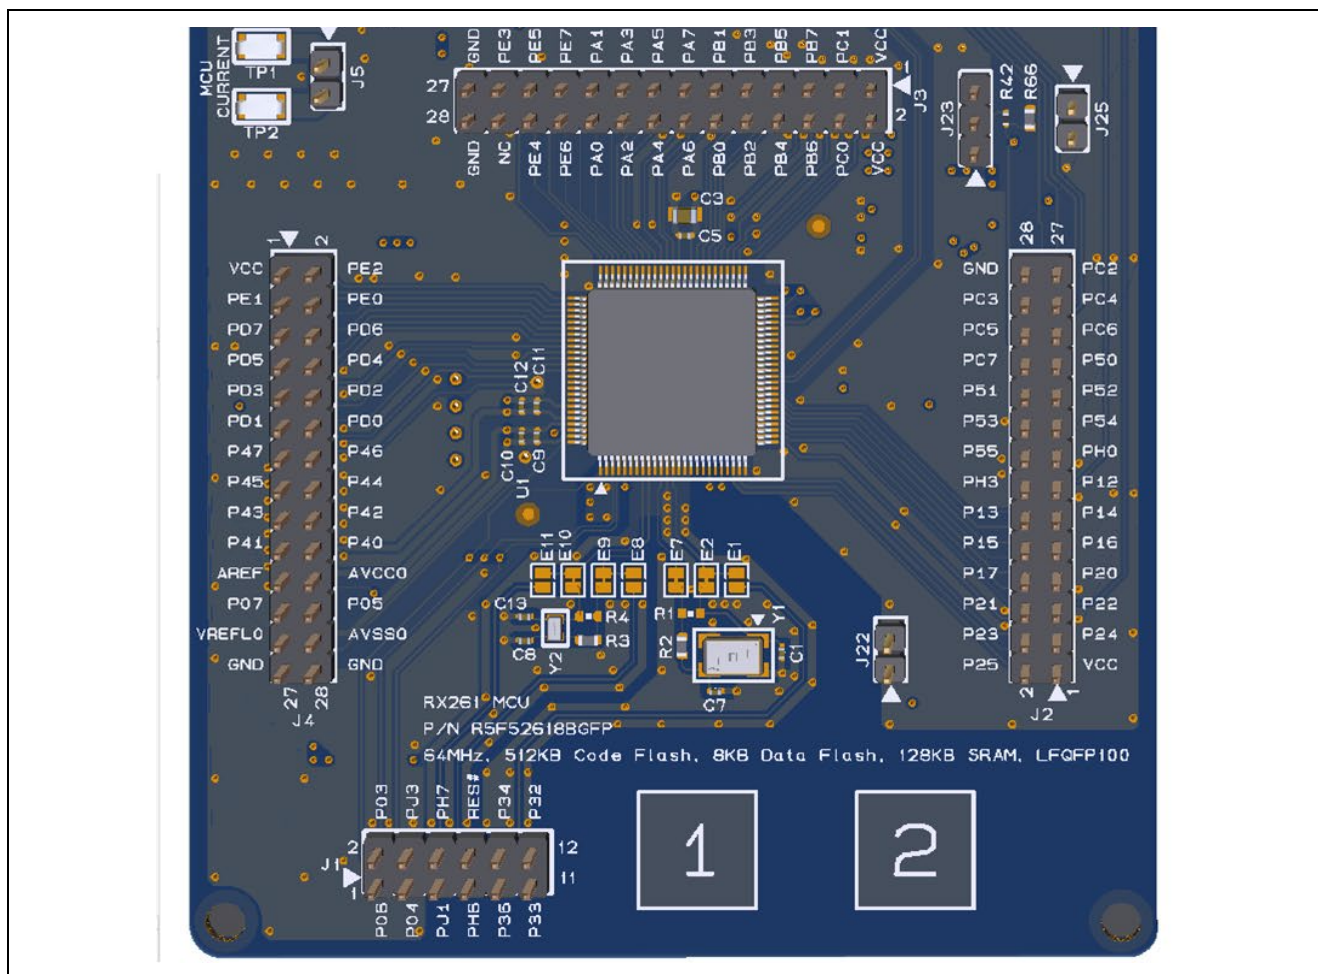 MCU
CURRENT
TP1
TP2
J5
GND PE3 PE5 PE7 PA1 PA3 PA5 PA7 PB1 PB3 PB5 PB7 PC1 VCC
27 1
28 2
J3
GND NC PE4 PE6 PA0 PA2 PA4 PA6 PB0 PB2 PB4 PB6 PC0 VCC
J23
R42
R66
J25
C3
C5
1 2
VCC PE2
PE1 PE0
PD7 PD6
PD5 PD4
PD3 PD2
PD1 PD0
P47 P46
P45 P44
P43 P42
P41 P40
AREF AVCC0
P07 P05
VREFL0 AVSS0
GND GND
27 28
J4
C12 C11
C10 C9
U1
28 27
GND PC2
PC3 PC4
PC5 PC6
PC7 P50
P51 P52
P53 P54
P55 PH0
PH3 P12
P13 P14
P15 P16
P17 P20
P21 P22
P23 P24
P25 VCC
2 1
J2
E11 E10 E9 E8 E7 E2 E1
C13 R4 R1 Y1
C8 Y2 R3 R2 C1
C7
J22
RX261 MCU
P/N R5F52618BGFP
64MHz, 512KB Code Flash, 8KB Data Flash, 128KB SRAM, LFQFP100
P03 PJ3 PH7 RES# P34 P32
2 12
J1
1 11
P04 PJ1 P33
1 2